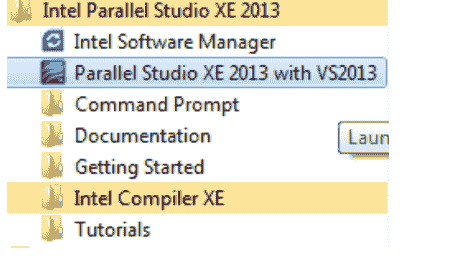 Intel Parallel Studio XE 2013
Intel Software Manager
Parallel Studio XE 2013 with VS2013
Command Prompt
Documentation
Laun
Getting Started
Intel Compiler XE
Tutorials